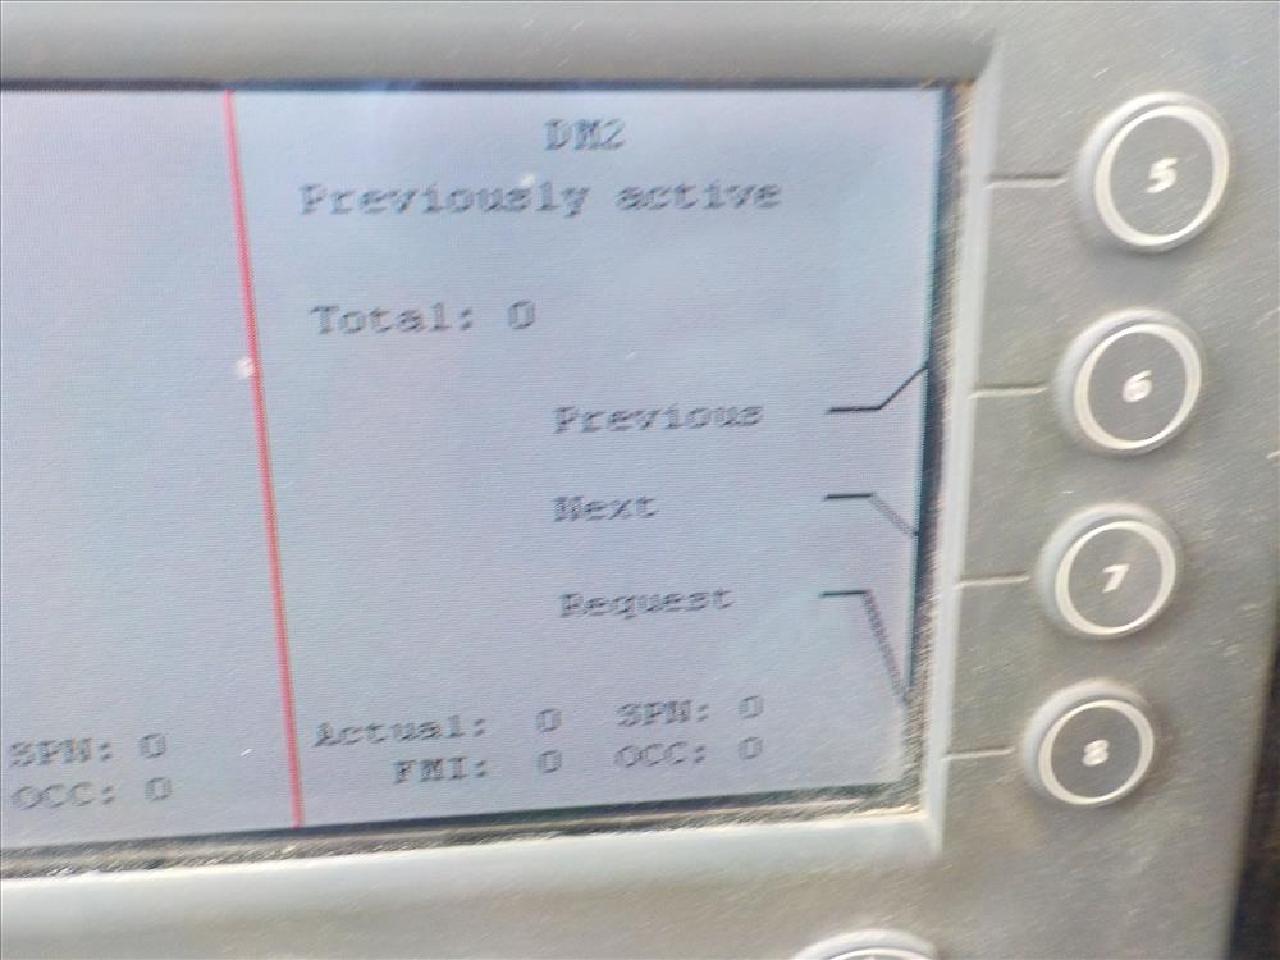 DM2
Previously active
Total: 0
Previous
Next
Request
Actual: 0 SPN: 0
FMI: 0 OCC: 0
SPN: 0
OCC: 0
5
6
7
8